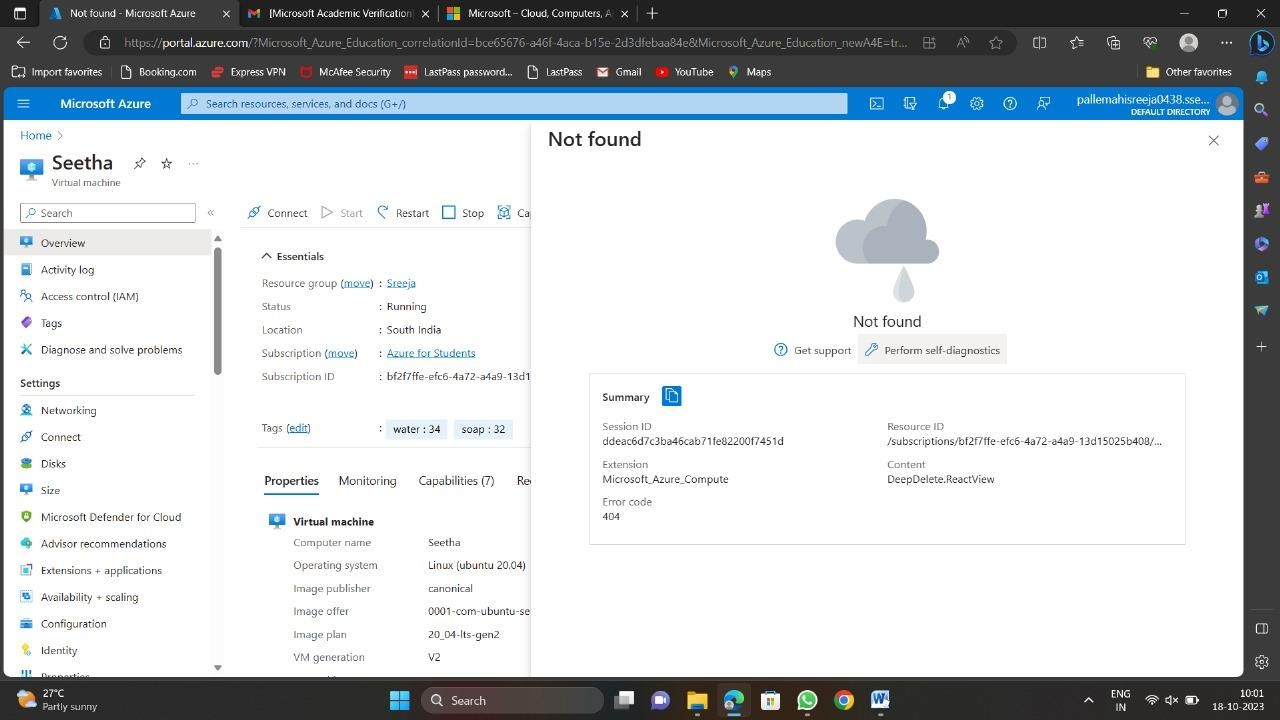 Not found - Microsoft Azure
[Microsoft Academic Verification]
Microsoft – Cloud, Computers, A
https://portal.azure.com/?Microsoft_Azure_Education_correlationId=bce65676-a46f-4aca-b15e-2d3dfebaa84e&Microsoft_Azure_Education_newA4E=tr...
Import favorites
Booking.com
Express VPN
McAfee Security
LastPass password...
LastPass
Gmail
YouTube
Maps
Other favorites
Microsoft Azure
Search resources, services, and docs (G+/)
1
pallemahisreeja0438.sse...
DEFAULT DIRECTORY
Home >
Seetha
Virtual machine
Search
«
Overview
Activity log
Access control (IAM)
Tags
Diagnose and solve problems
Settings
Networking
Connect
Disks
Size
Microsoft Defender for Cloud
Advisor recommendations
Extensions + applications
Availability + scaling
Configuration
Identity
Properties
Connect
Start
Restart
Stop
Ca
Essentials
Resource group (move) : Sreeja
Status : Running
Location : South India
Subscription (move) : Azure for Students
Subscription ID : bf2f7ffe-efc6-4a72-a4a9-13d1
Tags (edit) : water : 34 soap : 32
Properties
Monitoring
Capabilities (7)
Re
Virtual machine
Computer name Seetha
Operating system Linux (ubuntu 20.04)
Image publisher canonical
Image offer 0001-com-ubuntu-se
Image plan 20_04-lts-gen2
VM generation V2
Not found
Not found
Get support
Perform self-diagnostics
Summary
Session ID
ddeac6d7c3ba46cab71fe82200f7451d
Resource ID
/subscriptions/bf2f7ffe-efc6-4a72-a4a9-13d15025b408/...
Extension
Microsoft_Azure_Compute
Content
DeepDelete.ReactView
Error code
404
27°C
Partly sunny
Search
ENG
IN
10:01
18-10-2023